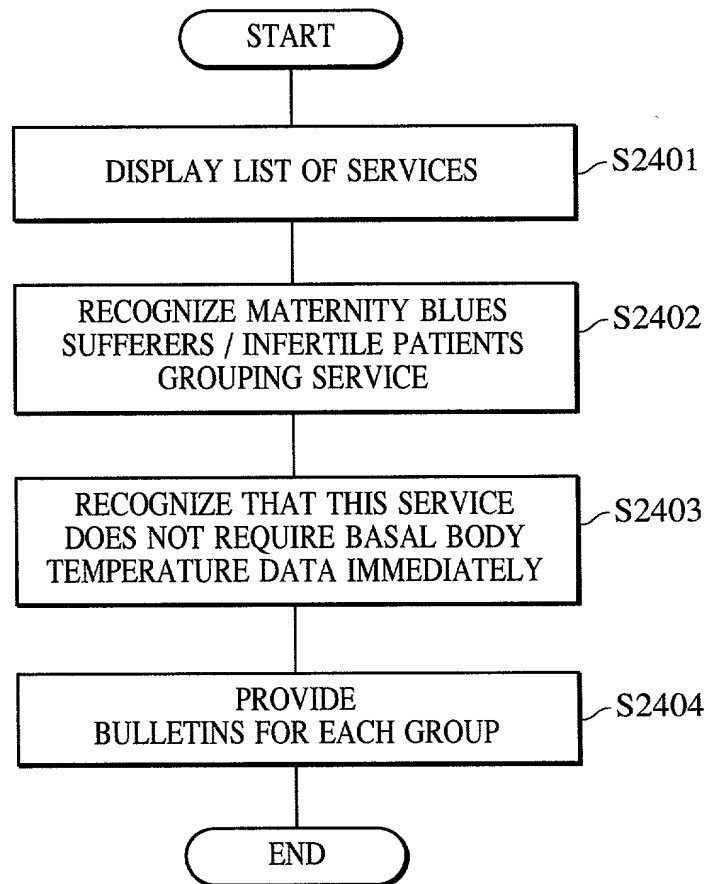 START
DISPLAY LIST OF SERVICES
S2401
RECOGNIZE MATERNITY BLUES
SUFFERERS / INFERTILE PATIENTS
GROUPING SERVICE
S2402
RECOGNIZE THAT THIS SERVICE
DOES NOT REQUIRE BASAL BODY
TEMPERATURE DATA IMMEDIATELY
S2403
PROVIDE
BULLETINS FOR EACH GROUP
S2404
END